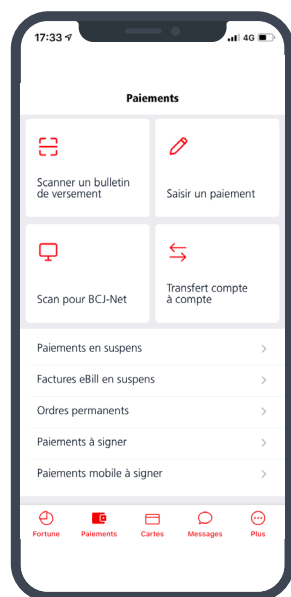 17:33
4G
Paiements
Scanner un bulletin
de versement
Saisir un paiement
Scan pour BCJ-Net
Transfert compte
à compte
Paiements en suspens
Factures eBill en suspens
Ordres permanents
Paiements à signer
Paiements mobile à signer
Fortune Paiements Cartes Messages Plus